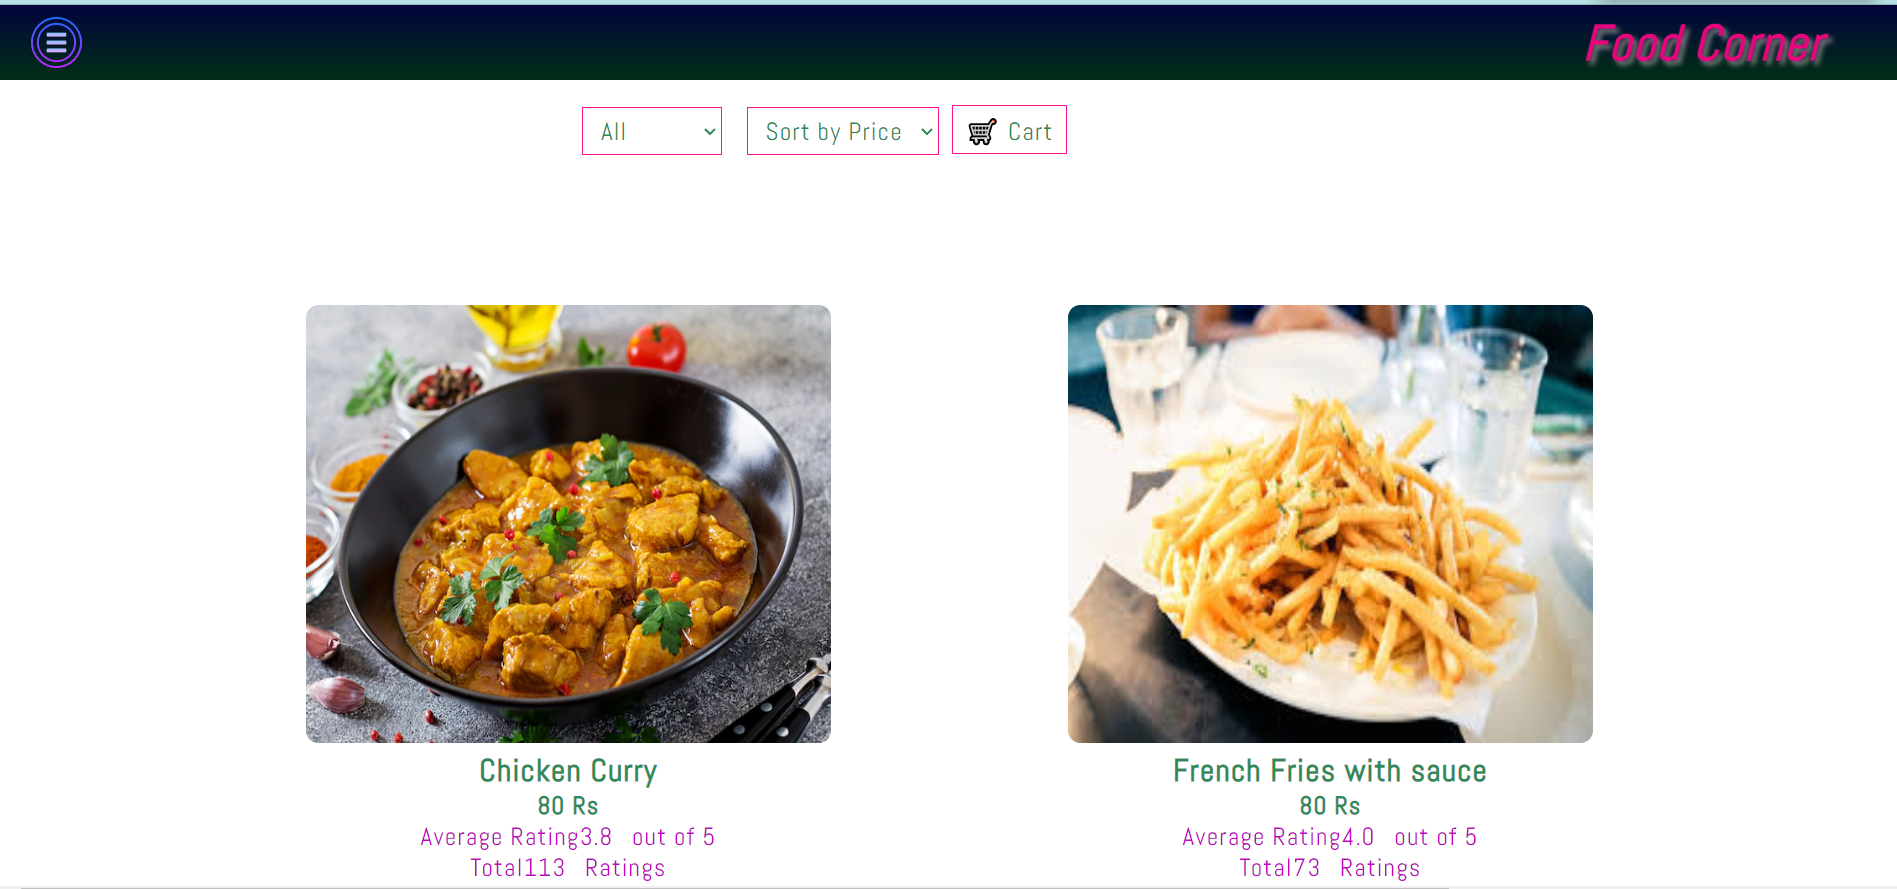 Food Corner
All
Sort by Price
Cart
Chicken Curry
80 Rs
Average Rating3.8 out of 5
Total113 Ratings
French Fries with sauce
80 Rs
Average Rating4.0 out of 5
Total73 Ratings